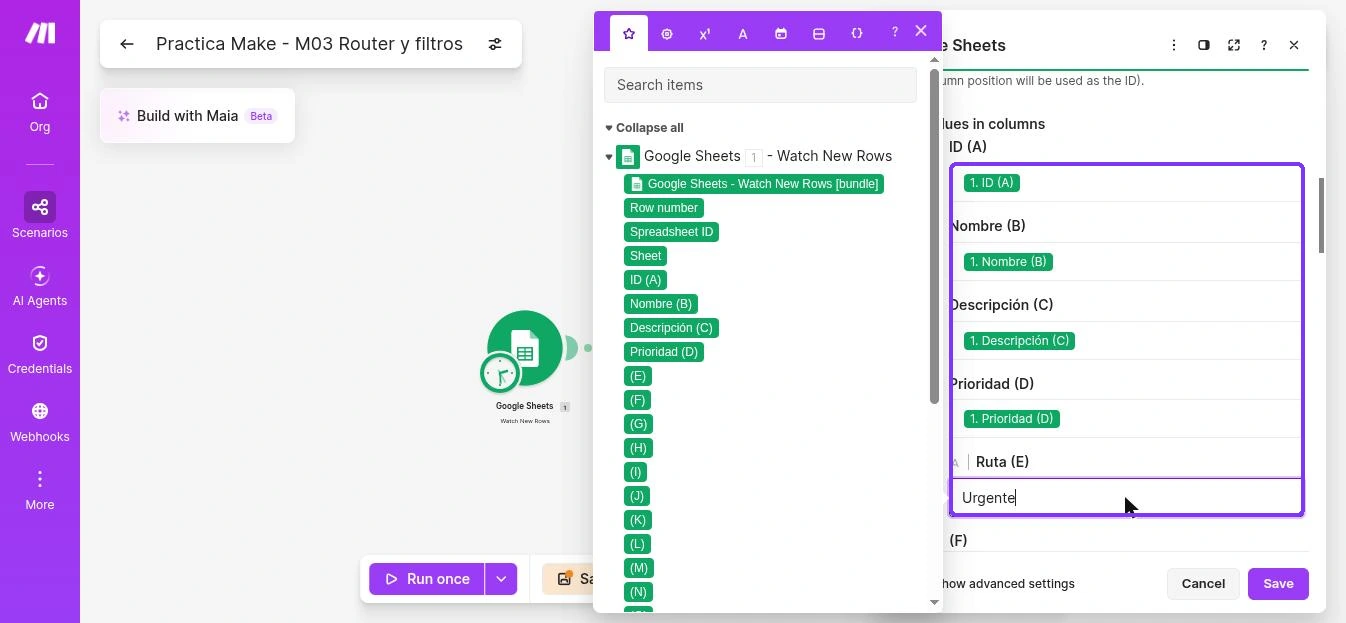 Org
Scenarios
AI Agents
Credentials
Webhooks
More
Practica Make - M03 Router y filtros
Build with Maia Beta
Google Sheets 1
Watch New Rows
Run once
A
?
Search items
Collapse all
Google Sheets 1 - Watch New Rows
Google Sheets - Watch New Rows [bundle]
Row number
Spreadsheet ID
Sheet
ID (A)
Nombre (B)
Descripción (C)
Prioridad (D)
(E)
(F)
(G)
(H)
(I)
(J)
(K)
(L)
(M)
(N)
e Sheets
?
umn position will be used as the ID).
lues in columns
ID (A)
1. ID (A)
Nombre (B)
1. Nombre (B)
Descripción (C)
1. Descripción (C)
Prioridad (D)
1. Prioridad (D)
A Ruta (E)
Urgente
(F)
how advanced settings
Cancel
Save